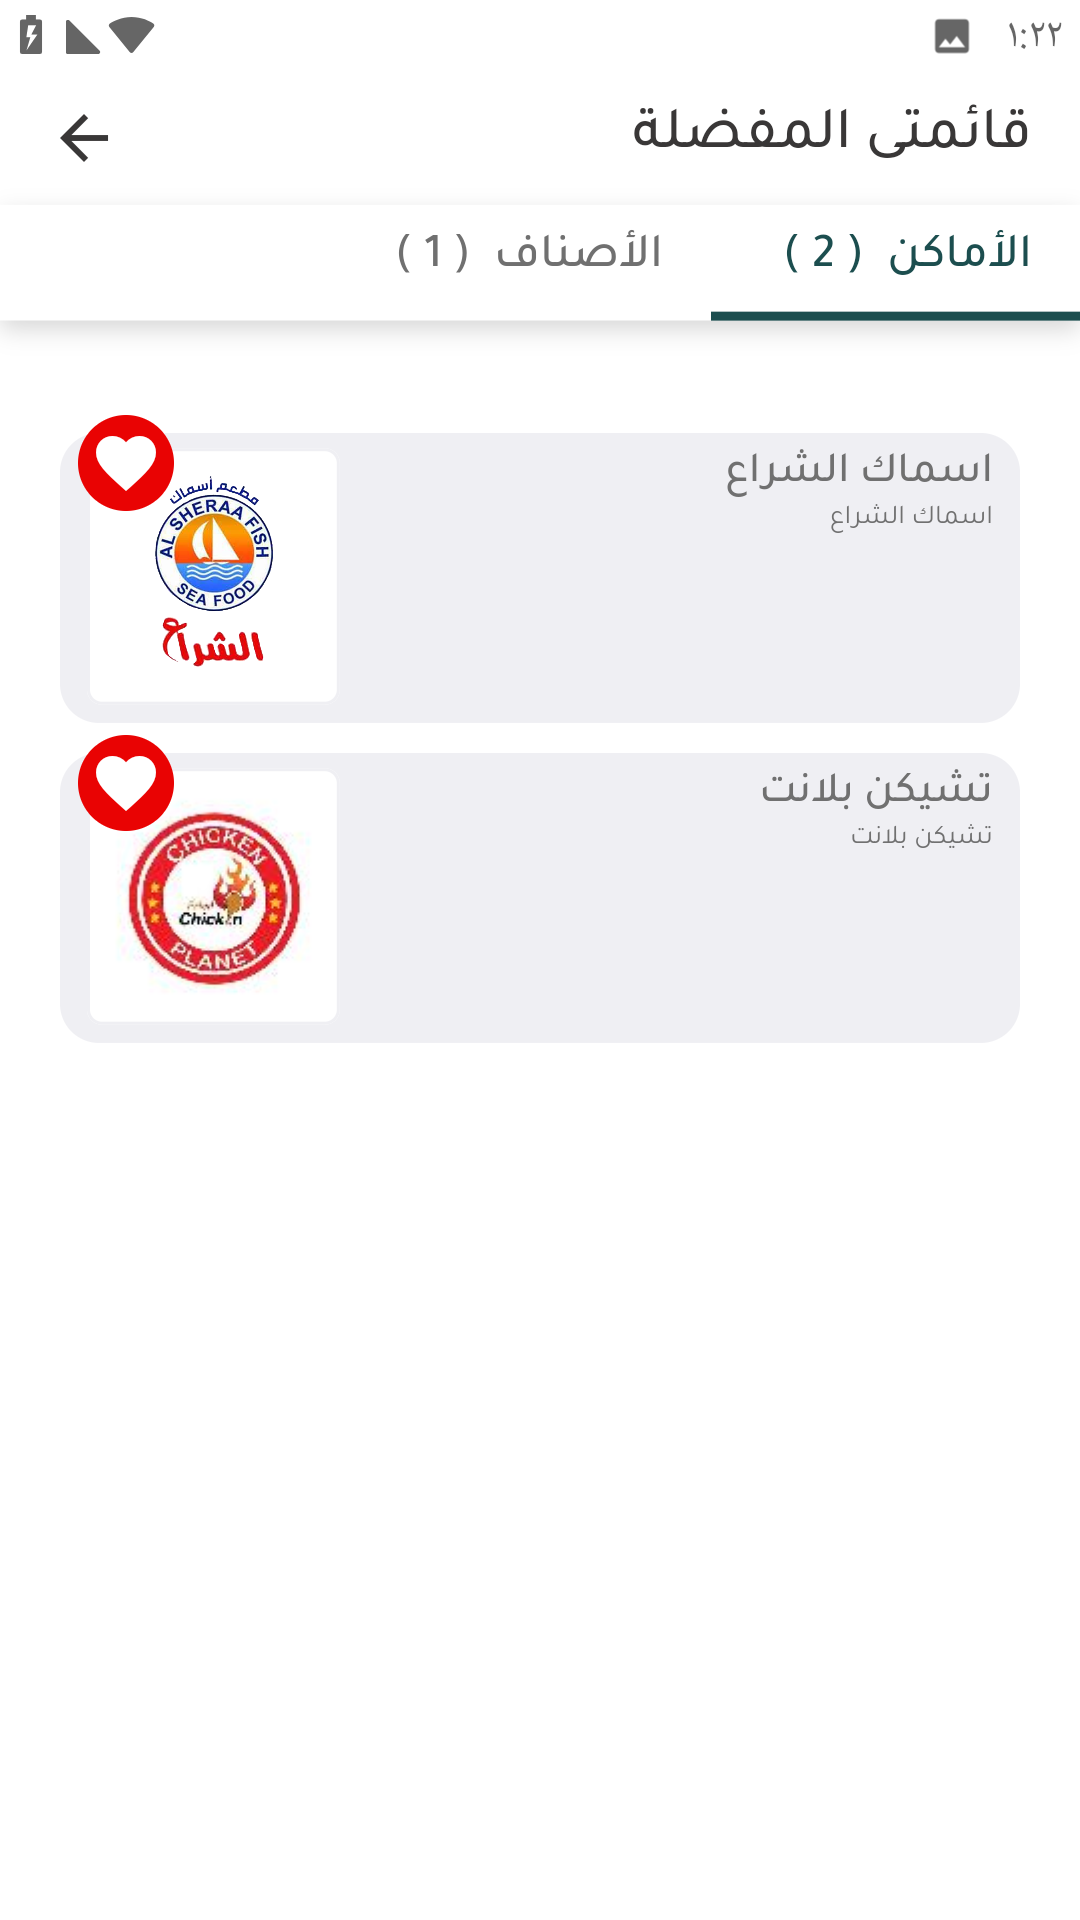 ١:٢٢
قائمتى المفضلة
الأماكن ( 2 )
الأصناف ( 1 )
اسماك الشراع
اسماك الشراع
مطعم أسماك
AL SHERAA FISH
SEA FOOD
الشراع
تشيكن بلانت
تشيكن بلانت
CHICKEN
Chicken
PLANET